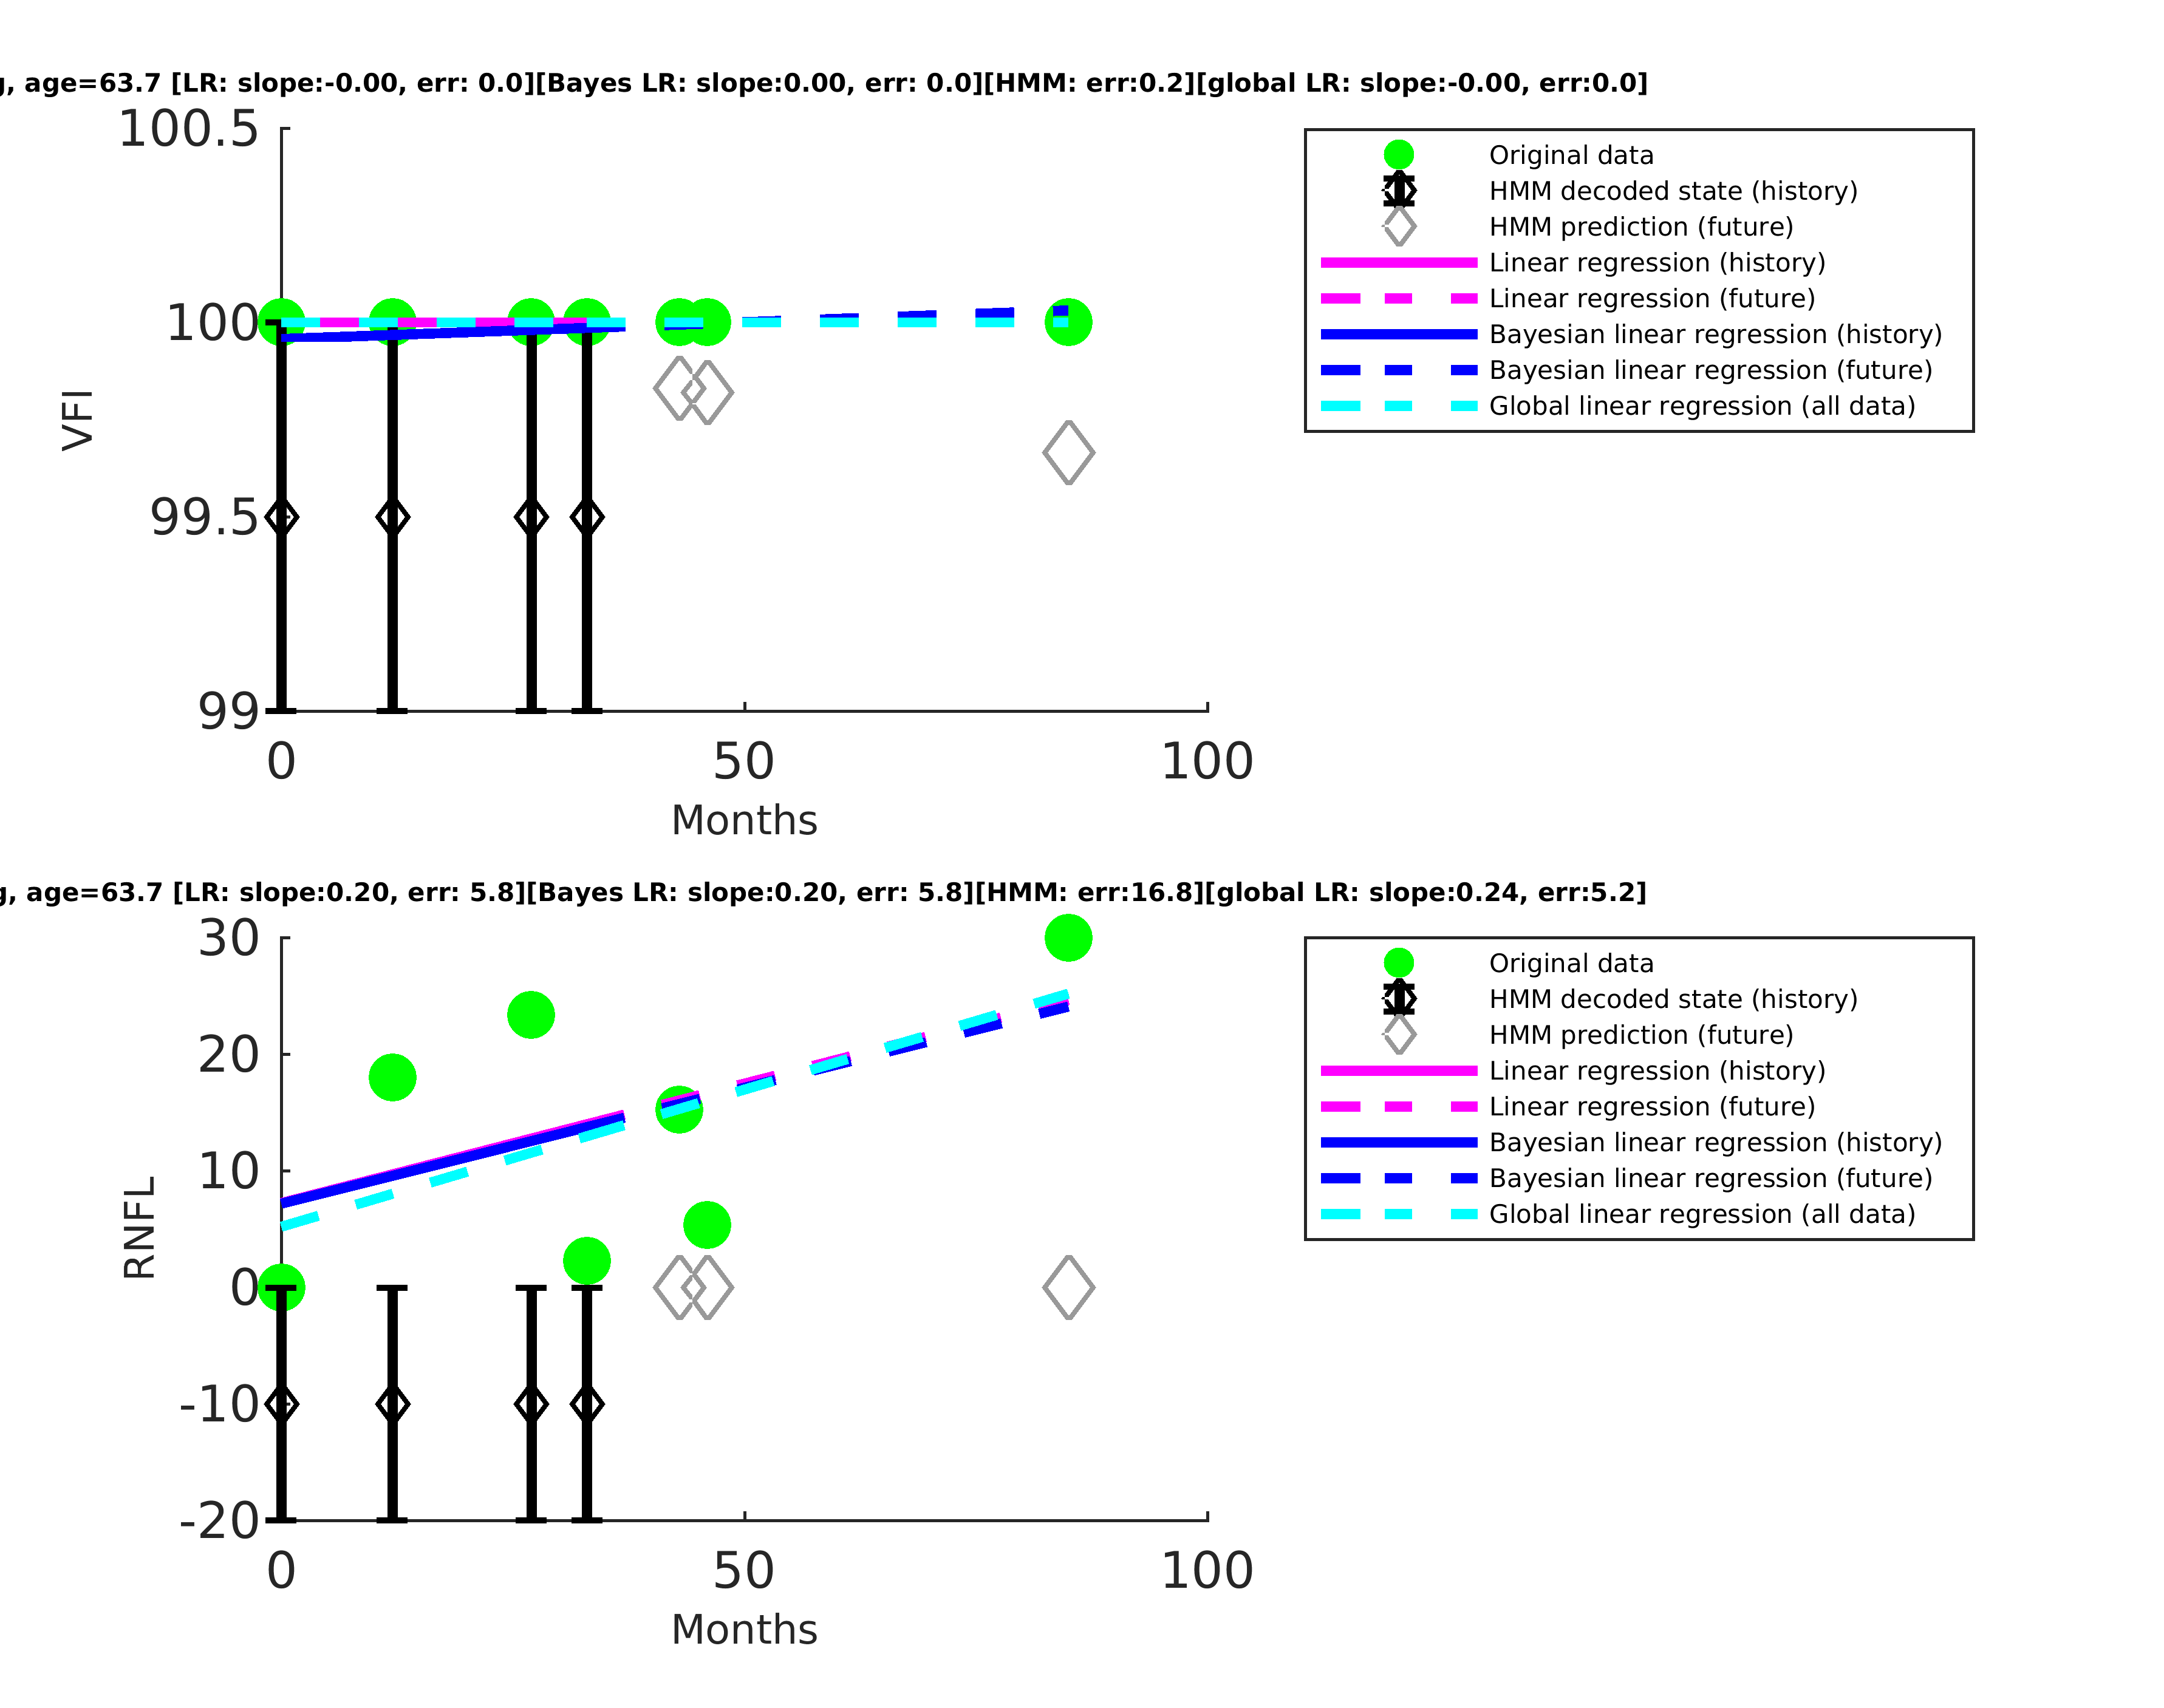 , age=63.7 [LR: slope:-0.00, err: 0.0][Bayes LR: slope:0.00, err: 0.0][HMM: err:0.2][global LR: slope:-0.00, err:0.0]
100.5
100
99.5
99
VFI
0 50 100
Months
Original data
HMM decoded state (history)
HMM prediction (future)
Linear regression (history)
Linear regression (future)
Bayesian linear regression (history)
Bayesian linear regression (future)
Global linear regression (all data)
, age=63.7 [LR: slope:0.20, err: 5.8][Bayes LR: slope:0.20, err: 5.8][HMM: err:16.8][global LR: slope:0.24, err:5.2]
30
20
10
0
-10
-20
RNFL
0 50 100
Months
Original data
HMM decoded state (history)
HMM prediction (future)
Linear regression (history)
Linear regression (future)
Bayesian linear regression (history)
Bayesian linear regression (future)
Global linear regression (all data)